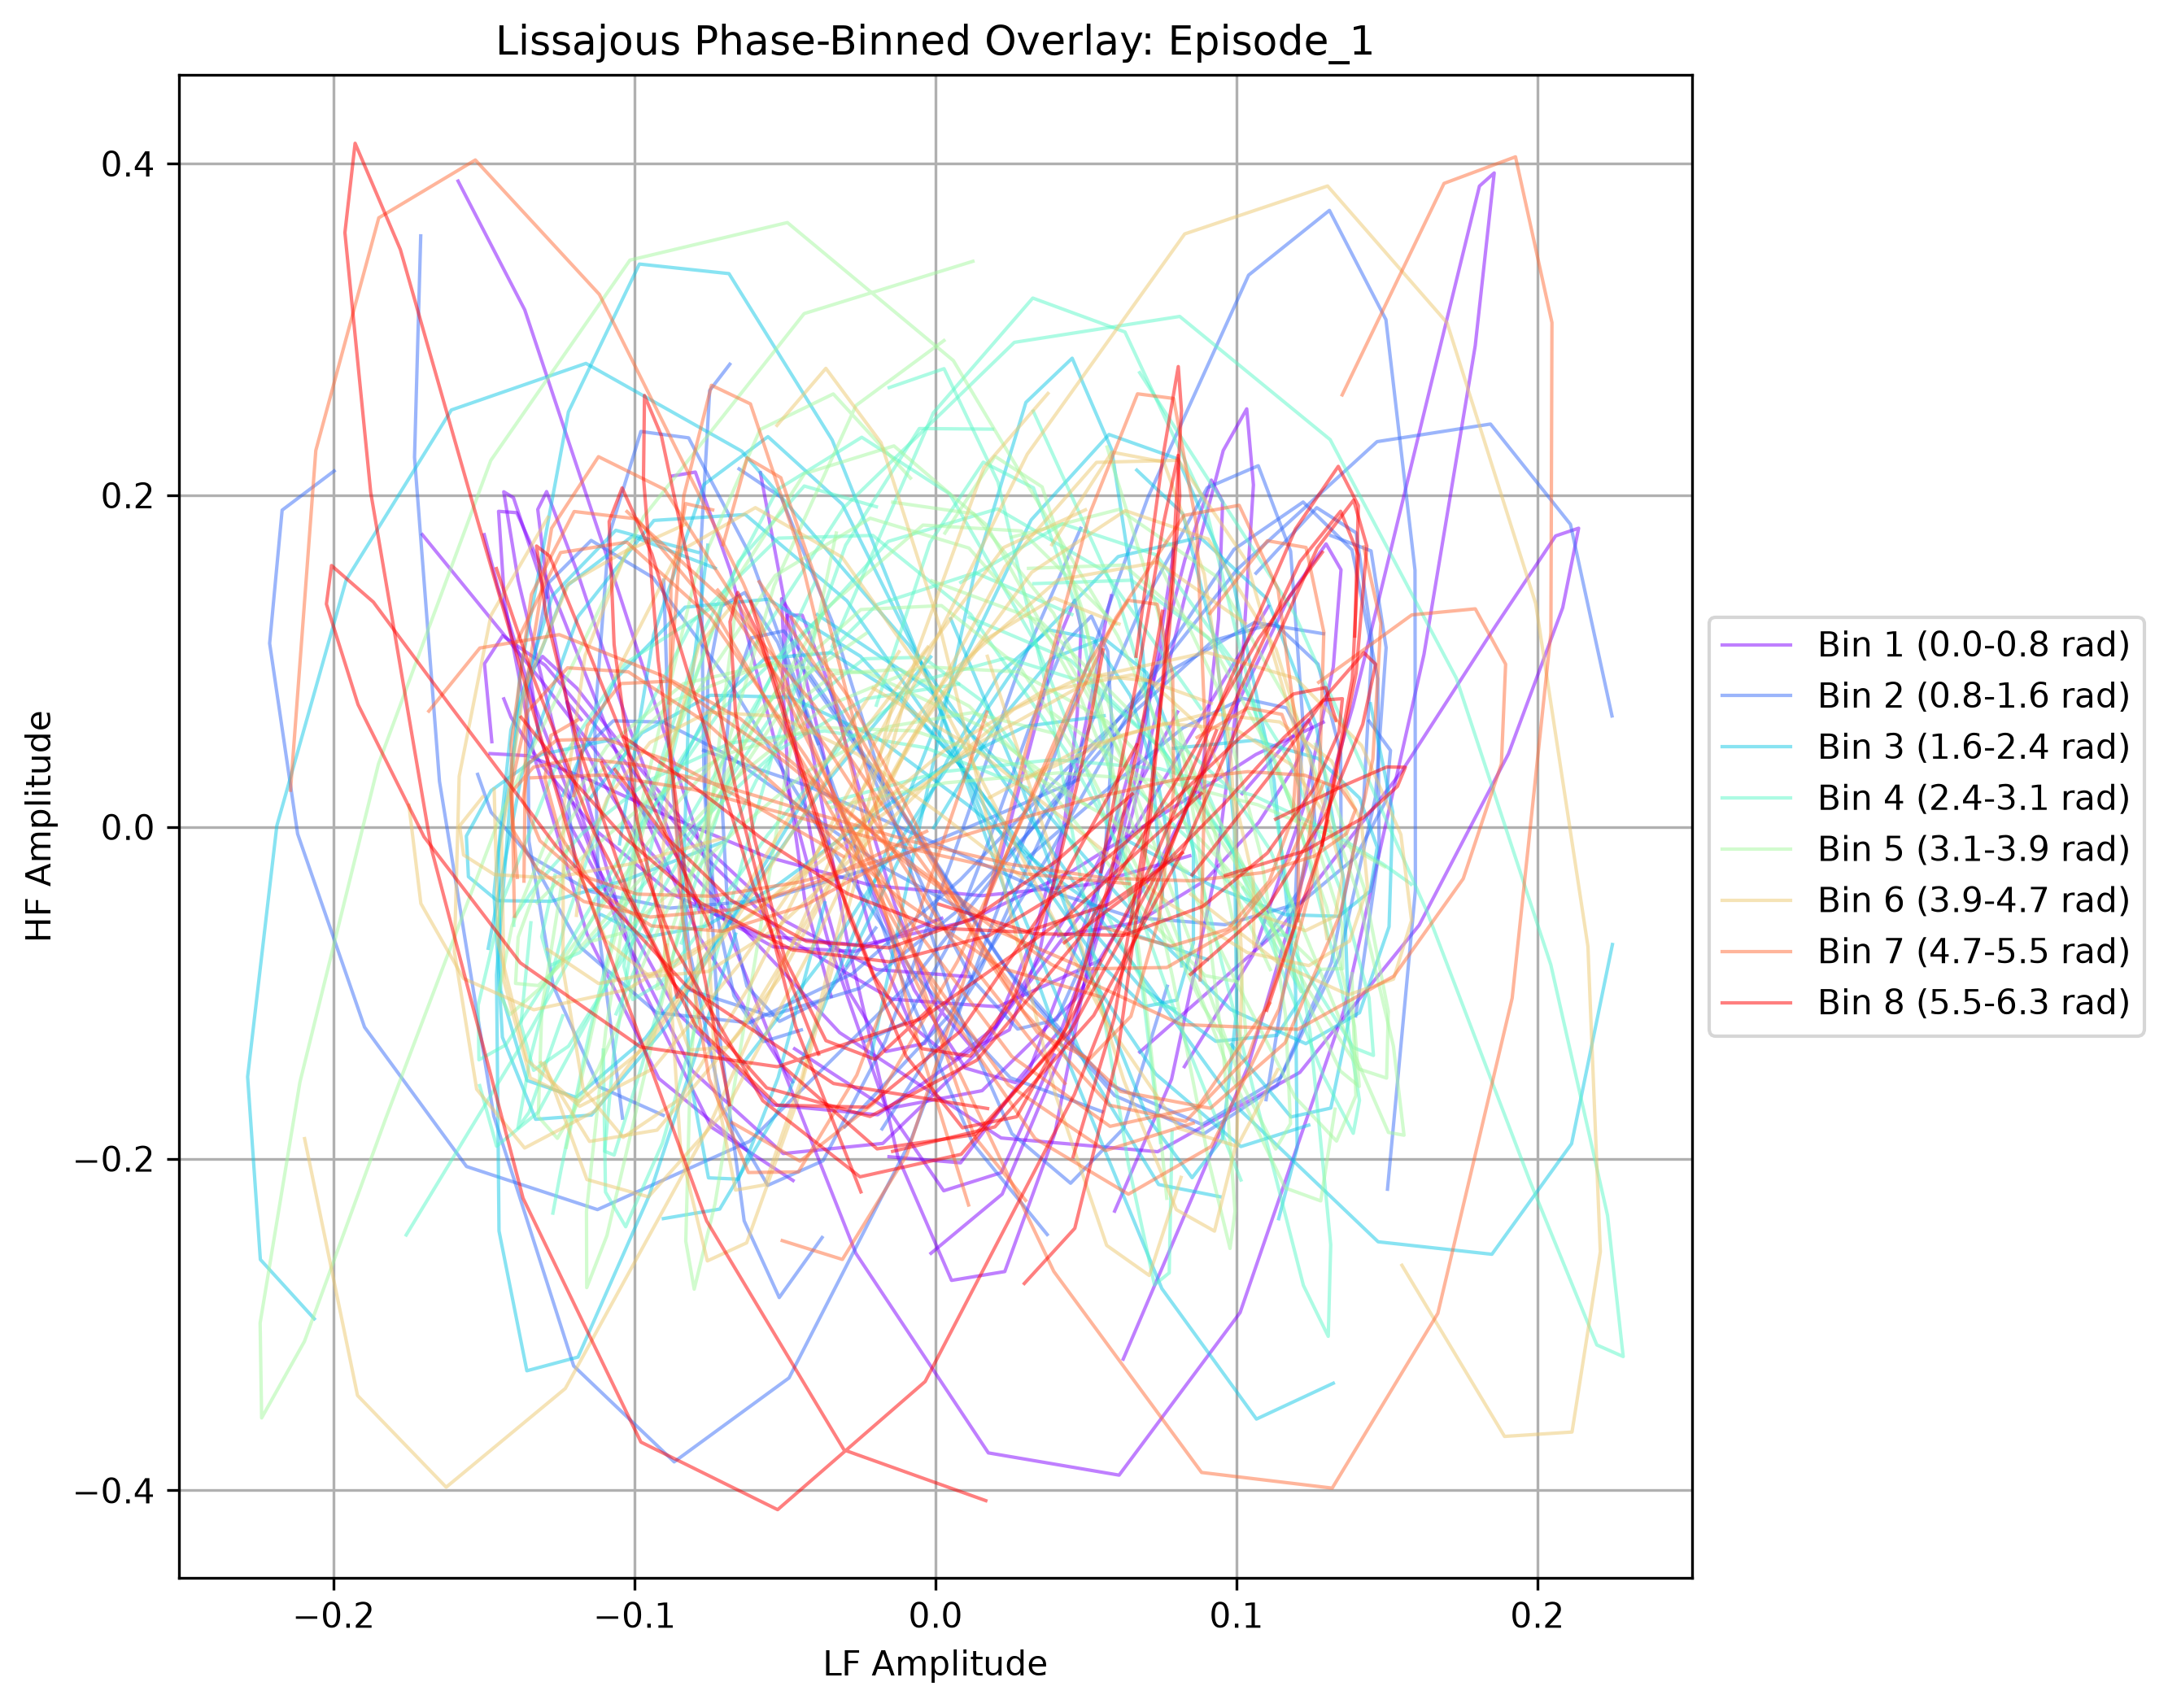 Lissajous Phase-Binned Overlay: Episode_1
HF Amplitude
0.4
0.2
0.0
−0.2
−0.4
−0.2
−0.1
0.0
0.1
0.2
LF Amplitude
Bin 1 (0.0-0.8 rad)
Bin 2 (0.8-1.6 rad)
Bin 3 (1.6-2.4 rad)
Bin 4 (2.4-3.1 rad)
Bin 5 (3.1-3.9 rad)
Bin 6 (3.9-4.7 rad)
Bin 7 (4.7-5.5 rad)
Bin 8 (5.5-6.3 rad)